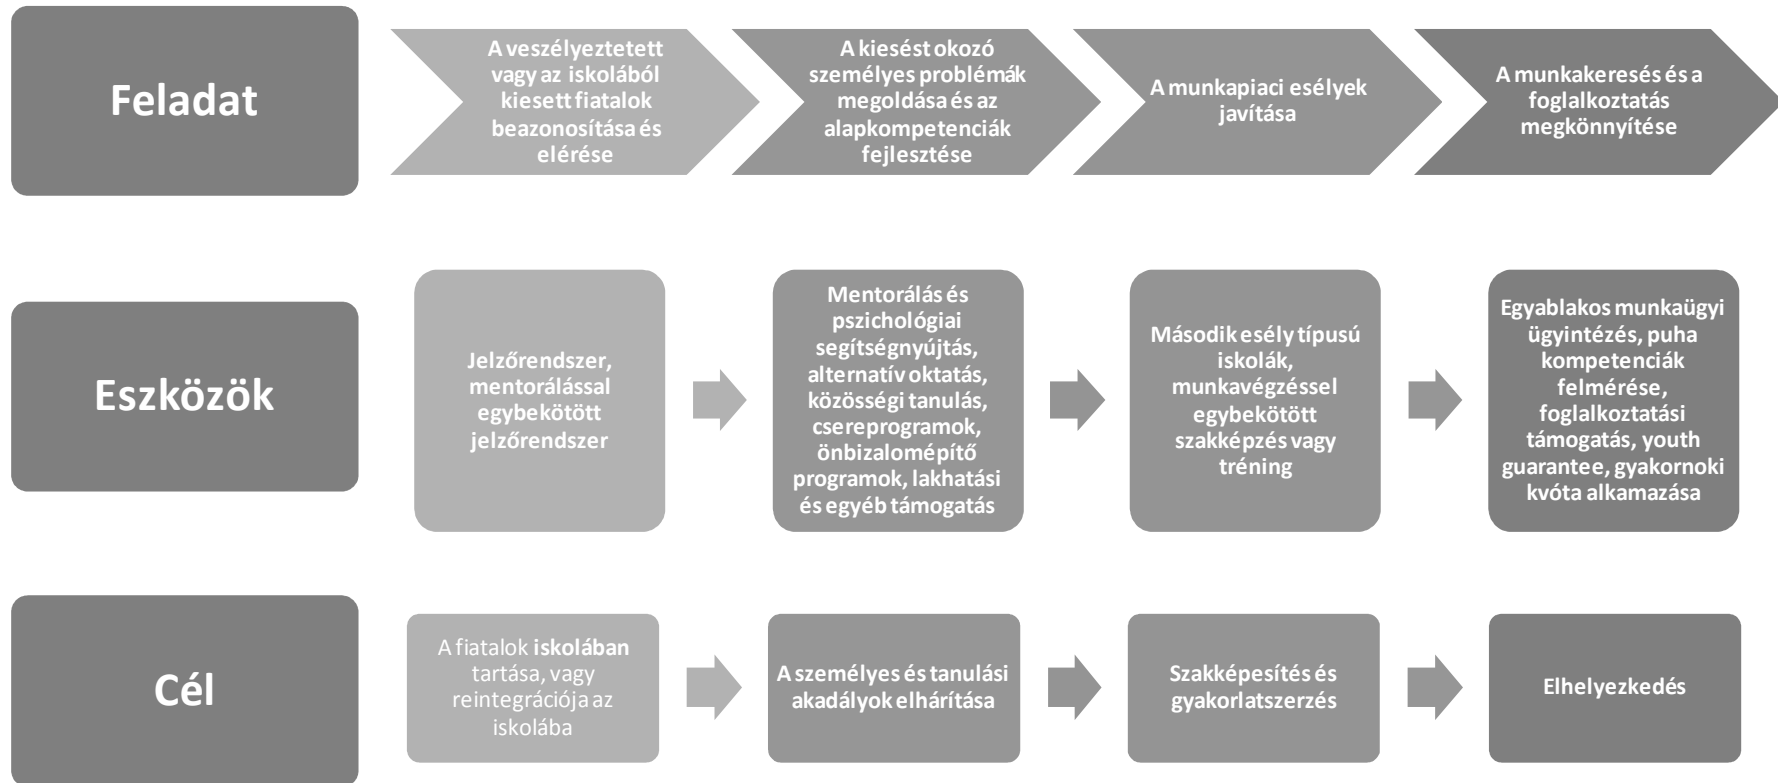 Feladat
A veszélyeztetett
vagy az iskolából
kiesett fiatalok
beazonosítása és
elérése
A kiesést okozó
személyes problémák
megoldása és az
alapkompetenciák
fejlesztése
A munkapiaci esélyek
javítása
A munkakeresés és a
foglalkoztatás
megkönnyítése
Eszközök
Jelzőrendszer,
mentorálással
egybekötött
jelzőrendszer
Mentorálás és
pszichológiai
segítségnyújtás,
alternatív oktatás,
közösségi tanulás,
csereprogramok,
önbizalomépítő
programok, lakhatási
és egyéb támogatás
Második esély típusú
iskolák,
munkavégzéssel
egybekötött
szakképzés vagy
tréning
Egyablakos munkaügyi
ügyintézés, puha
kompetenciák
felmérése,
foglalkoztatási
támogatás, youth
guarantee, gyakornoki
kvóta alkamazása
Cél
A fiatalok iskolában
tartása, vagy
reintegrációja az
iskolába
A személyes és tanulási
akadályok elhárítása
Szakképesítés és
gyakorlatszerzés
Elhelyezkedés